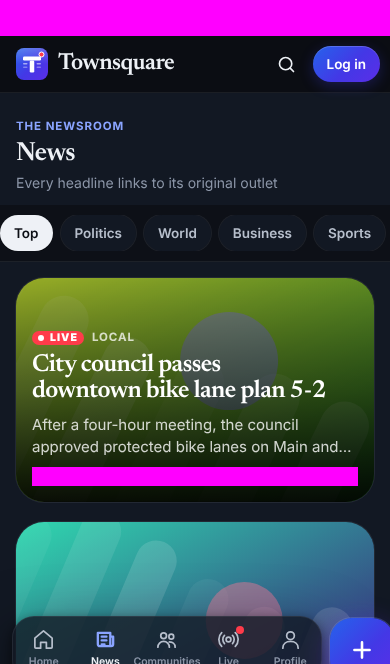 Townsquare
Log in
THE NEWSROOM
News
Every headline links to its original outlet
Top
Politics
World
Business
Sports
LIVE
LOCAL
City council passes
downtown bike lane plan 5-2
After a four-hour meeting, the council
approved protected bike lanes on Main and...
Home
News
Communities
Live
Profile